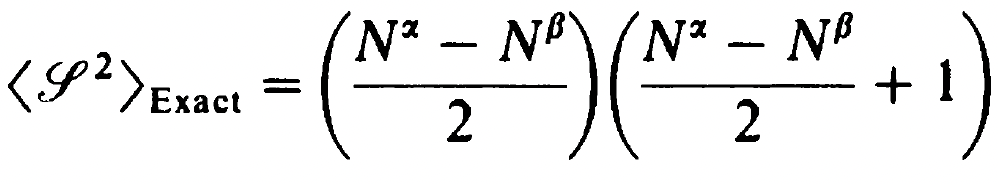 ⟨𝒮²⟩_Exact = ((N^α − N^β)/2)((N^α − N^β)/2 + 1)